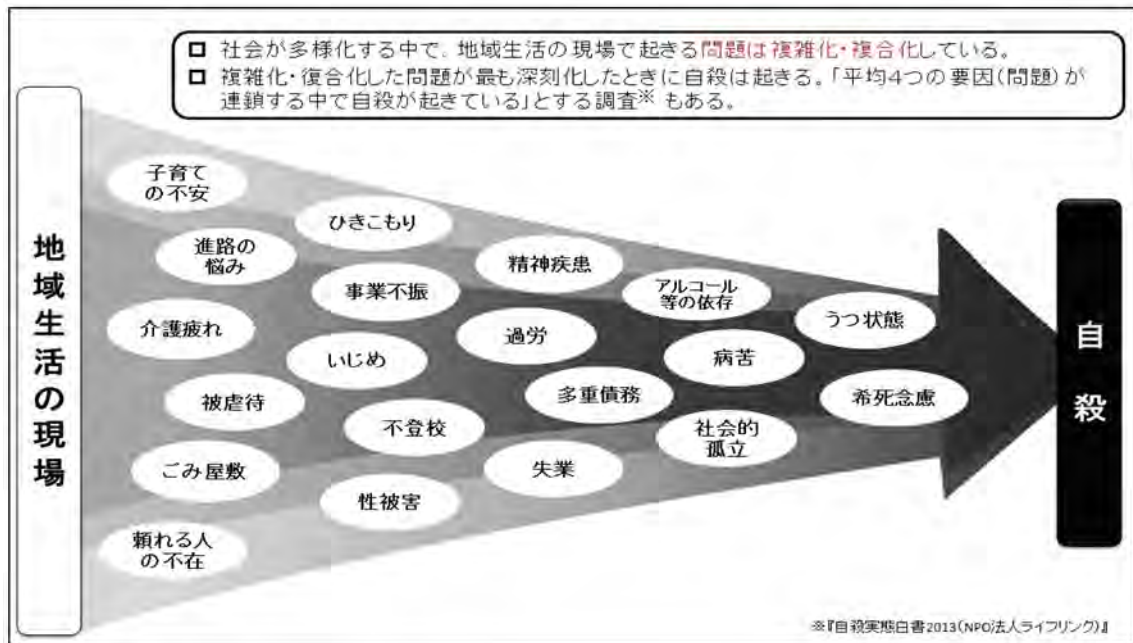 □ 社会が多様化する中で、地域生活の現場で起きる問題は複雑化・複合化している。
□ 複雑化・復合化した問題が最も深刻化したときに自殺は起きる。「平均4つの要因(問題)が
連鎖する中で自殺が起きている」とする調査※ もある。
地域生活の現場
子育て
の不安
進路の
悩み
介護疲れ
被虐待
ごみ屋敷
頼れる人
の不在
ひきこもり
事業不振
いじめ
不登校
性被害
精神疾患
過労
多重債務
失業
アルコール
等の依存
病苦
社会的
孤立
うつ状態
希死念慮
自殺
※『自殺実態白書2013(NPO法人ライフリンク)』